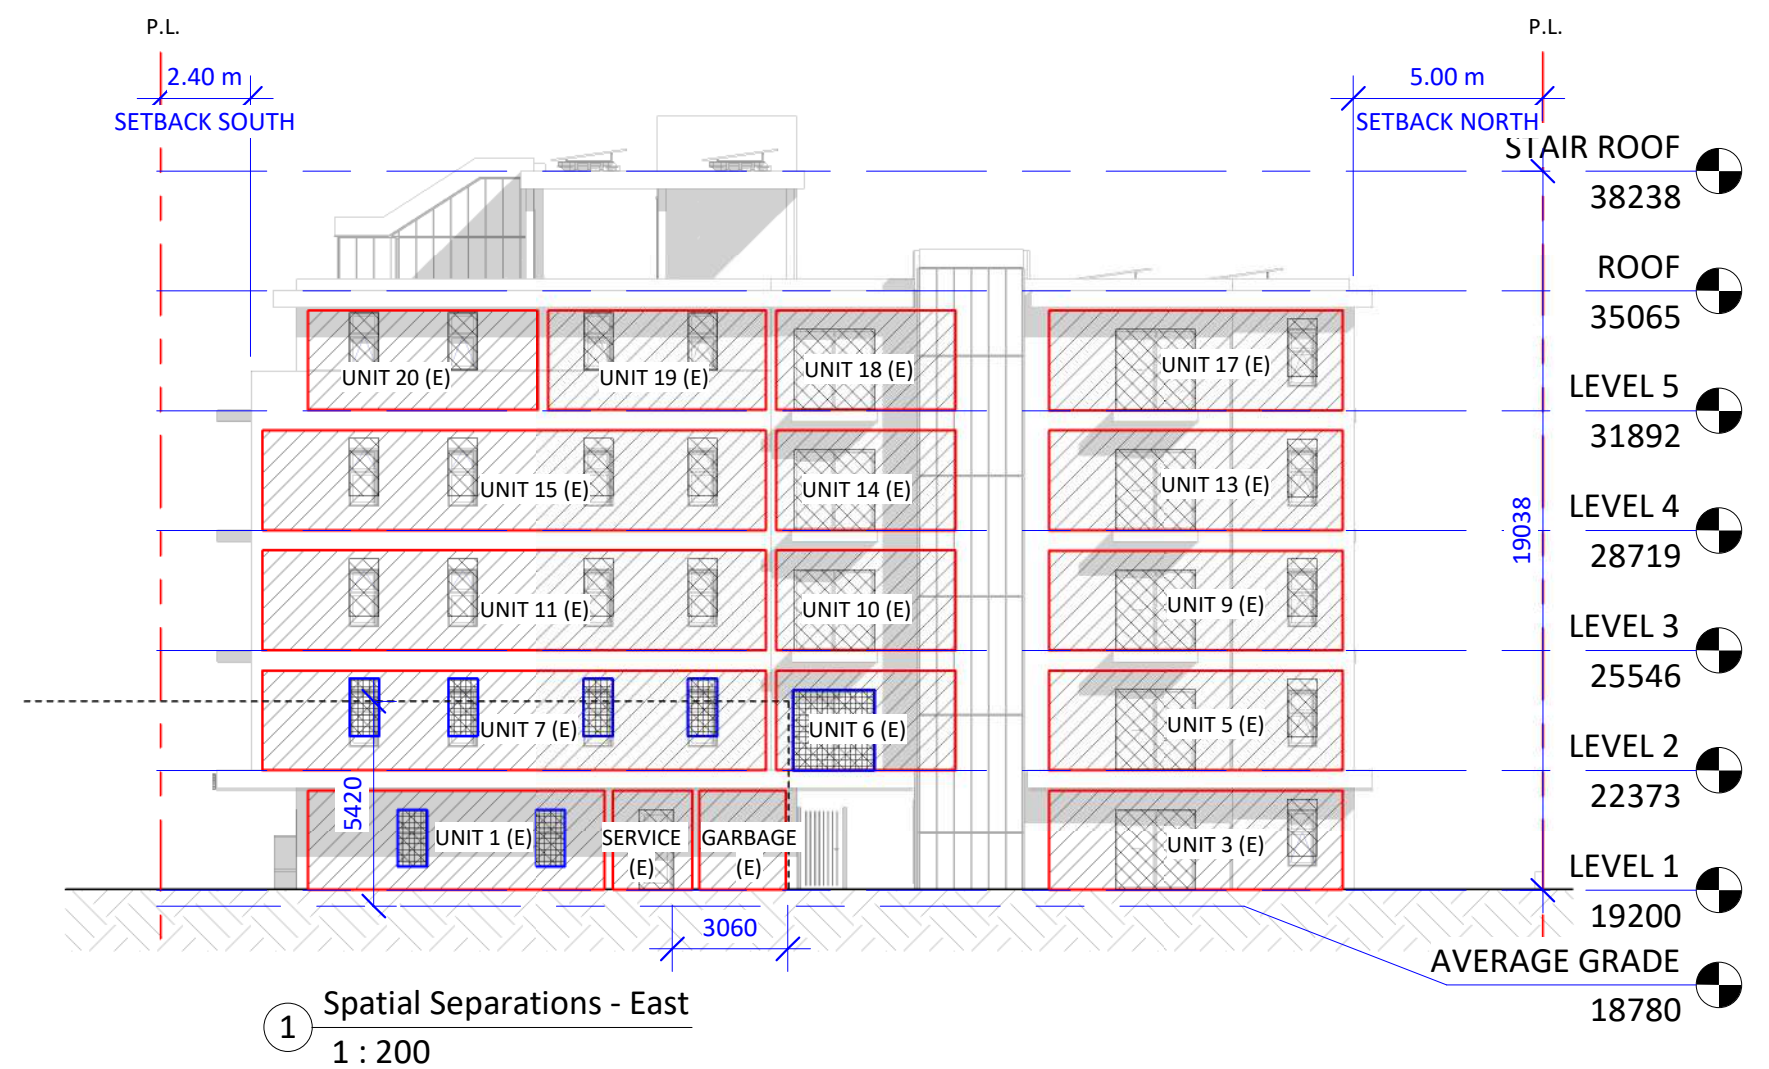 P.L.
P.L.
2.40 m
5.00 m
SETBACK SOUTH
SETBACK NORTH
STAIR ROOF
38238
ROOF
35065
UNIT 20 (E)
UNIT 19 (E)
UNIT 18 (E)
UNIT 17 (E)
LEVEL 5
31892
UNIT 15 (E)
UNIT 14 (E)
UNIT 13 (E)
LEVEL 4
28719
19038
UNIT 11 (E)
UNIT 10 (E)
UNIT 9 (E)
LEVEL 3
25546
UNIT 7 (E)
UNIT 6 (E)
UNIT 5 (E)
LEVEL 2
22373
5420
UNIT 1 (E)
SERVICE
(E)
GARBAGE
(E)
UNIT 3 (E)
LEVEL 1
19200
3060
AVERAGE GRADE
18780
1
Spatial Separations - East
1 : 200